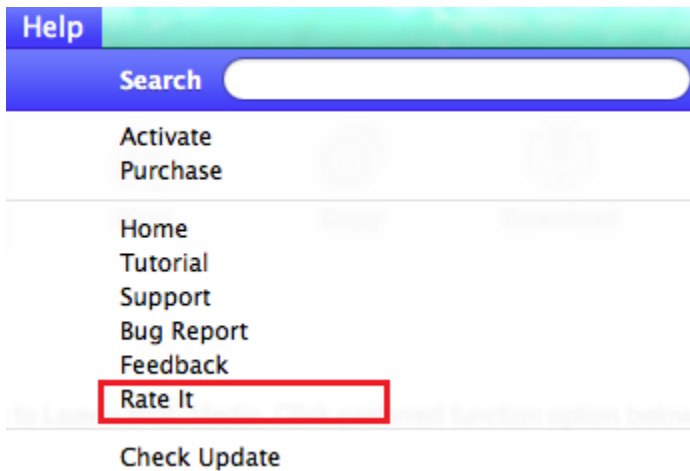 Help
Search
Activate
Purchase
Home
Tutorial
Support
Bug Report
Feedback
Rate It
Check Update